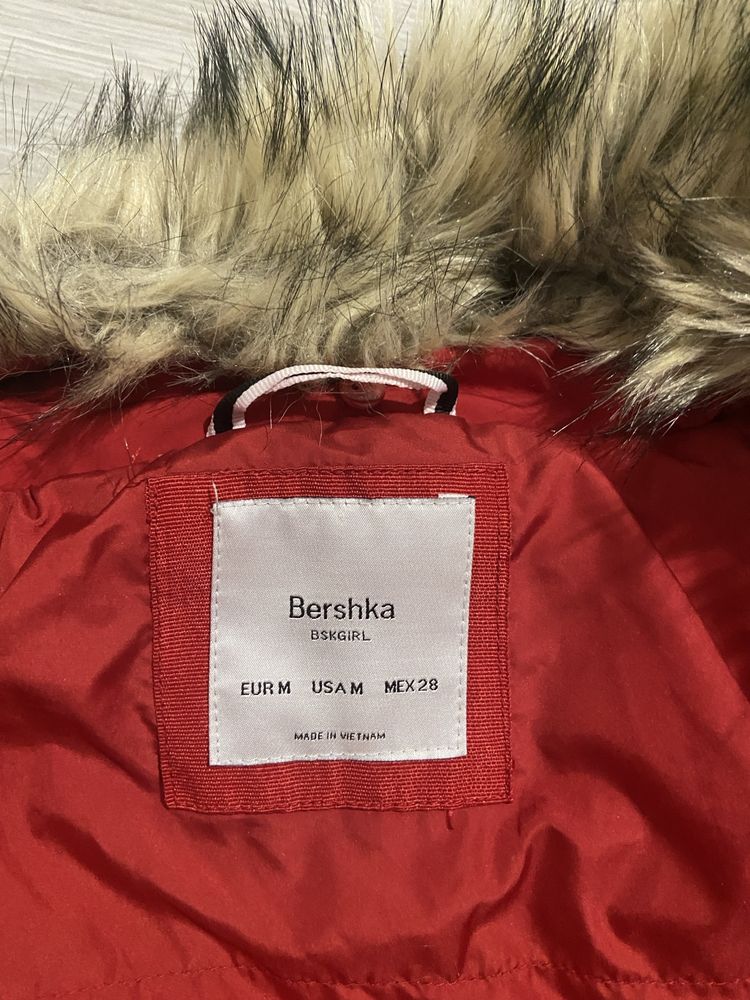 Bershka
BSKGIRL
EUR M USA M MEX 28
MADE IN VIETNAM